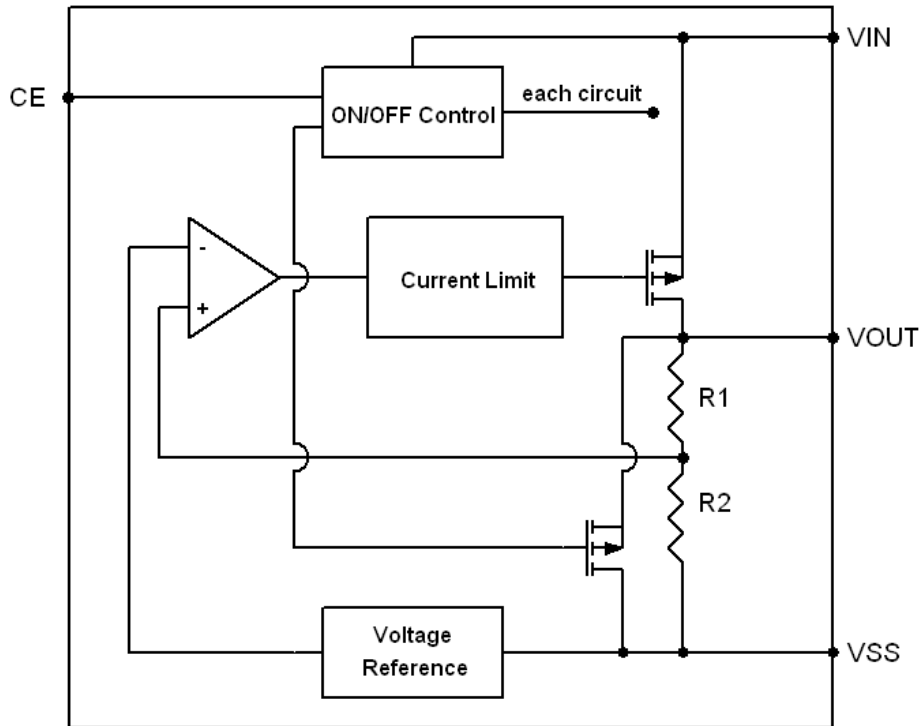 VIN
CE
ON/OFF Control
each circuit
-
+
Current Limit
VOUT
R1
R2
Voltage
Reference
VSS